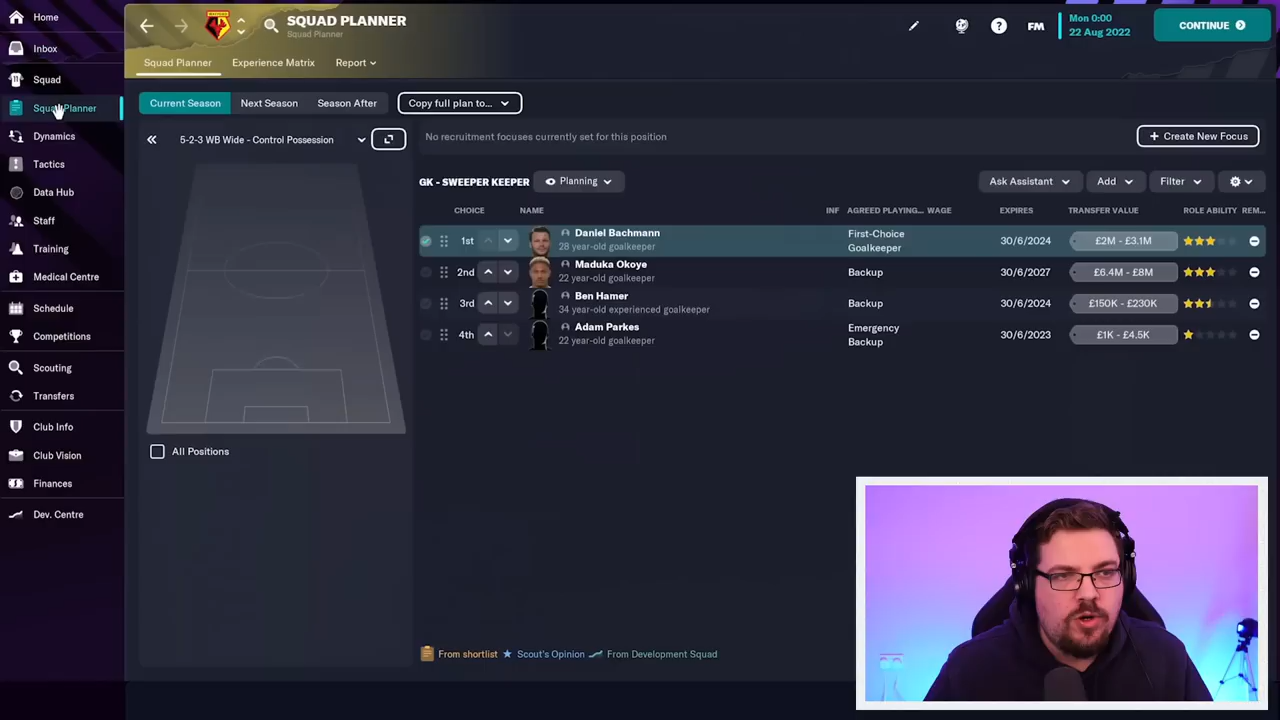 Home
Inbox
Squad
Squad Planner
Dynamics
Tactics
Data Hub
Staff
Training
Medical Centre
Schedule
Competitions
Scouting
Transfers
Club Info
Club Vision
Finances
Dev. Centre
SQUAD PLANNER
Squad Planner
FM
Mon 0:00
22 Aug 2022
CONTINUE
Squad Planner Experience Matrix Report
Current Season Next Season Season After Copy full plan to...
5-2-3 WB Wide - Control Possession
All Positions
No recruitment focuses currently set for this position
+ Create New Focus
GK - SWEEPER KEEPER Planning Ask Assistant Add Filter
CHOICE NAME INF AGREED PLAYING... WAGE EXPIRES TRANSFER VALUE ROLE ABILITY REM...
1st Daniel Bachmann First-Choice 30/6/2024 £2M - £3.1M
28 year-old goalkeeper Goalkeeper
2nd Maduka Okoye Backup 30/6/2027 £6.4M - £8M
22 year-old goalkeeper
3rd Ben Hamer Backup 30/6/2024 £150K - £230K
34 year-old experienced goalkeeper
4th Adam Parkes Emergency 30/6/2023 £1K - £4.5K
22 year-old goalkeeper Backup
From shortlist Scout's Opinion From Development Squad